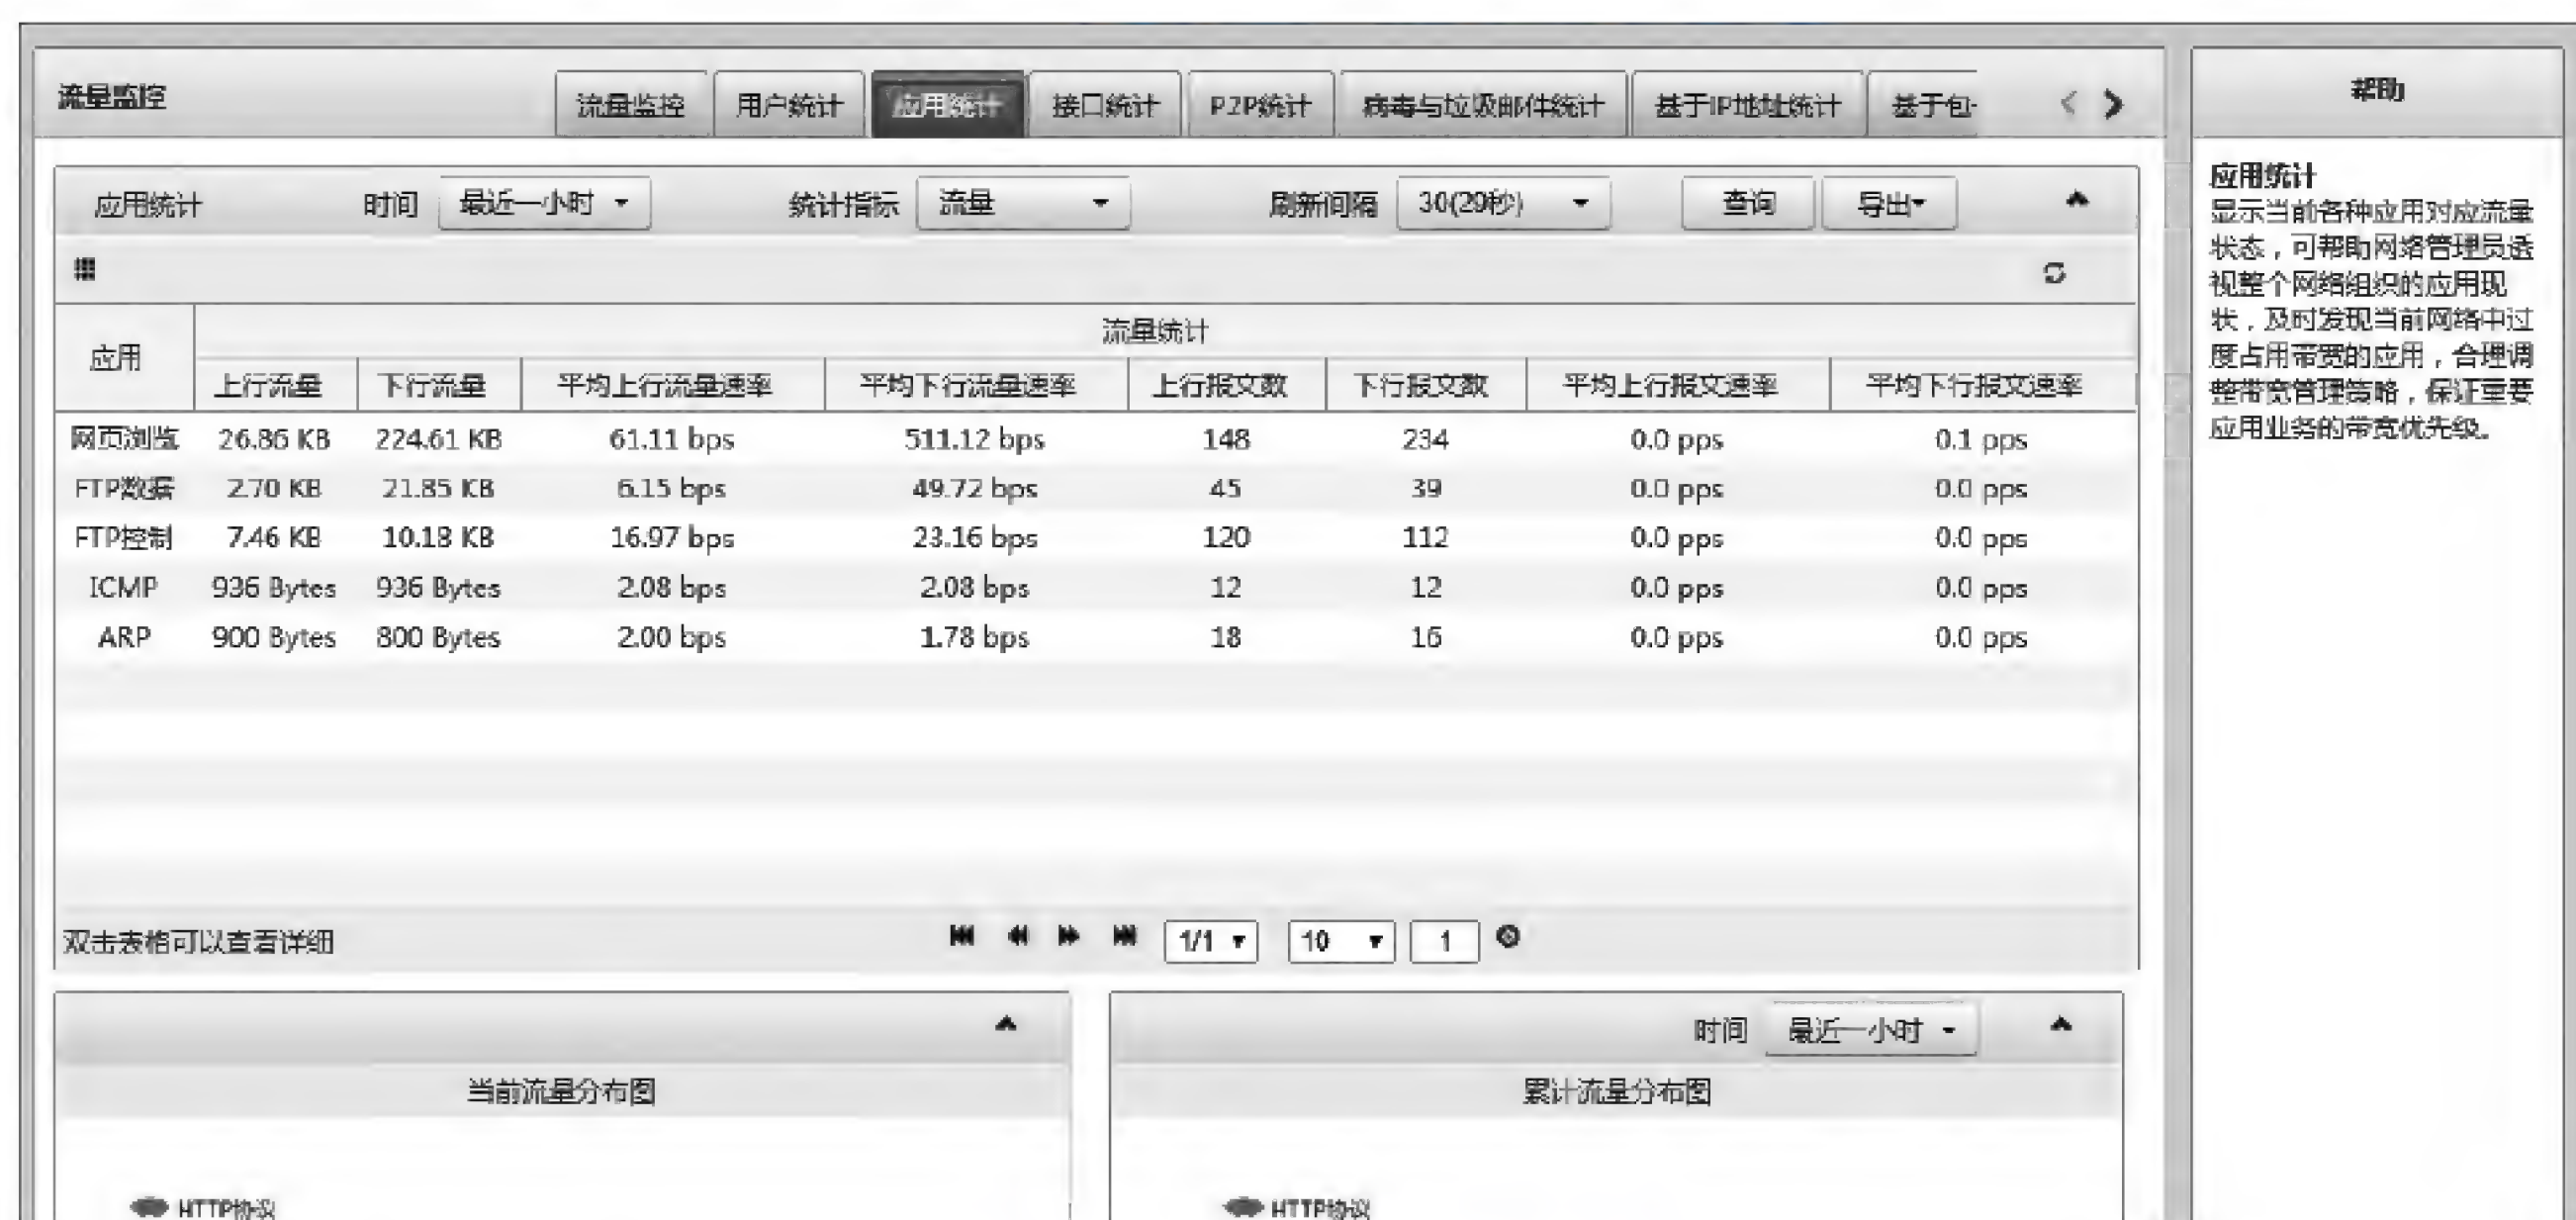 流量监控 流量监控 用户统计 应用统计 接口统计 P2P统计 病毒与垃圾邮件统计 基于IP地址统计 基于包
应用统计 时间 最近一小时 统计指标 流量 刷新间隔 30(29秒) 查询 导出
流量统计
应用 上行流量 下行流量 平均上行流量速率 平均下行流量速率 上行报文数 下行报文数 平均上行报文速率 平均下行报文速率
网页浏览 26.86 KB 224.61 KB 61.11 bps 511.12 bps 148 234 0.0 pps 0.1 pps
FTP数据 2.70 KB 21.85 KB 6.15 bps 49.72 bps 45 39 0.0 pps 0.0 pps
FTP控制 7.46 KB 10.18 KB 16.97 bps 23.16 bps 120 112 0.0 pps 0.0 pps
ICMP 936 Bytes 936 Bytes 2.08 bps 2.08 bps 12 12 0.0 pps 0.0 pps
ARP 900 Bytes 800 Bytes 2.00 bps 1.78 bps 18 16 0.0 pps 0.0 pps
双击表格可以查看详细 1/1 10 1
当前流量分布图
HTTP协议
时间 最近一小时
累计流量分布图
HTTP协议
帮助
应用统计
显示当前各种应用对应流量
状态，可帮助网络管理员透
视整个网络组织的应用现
状，及时发现当前网络中过
度占用带宽的应用，合理调
整带宽管理策略，保证重要
应用业务的带宽优先级。